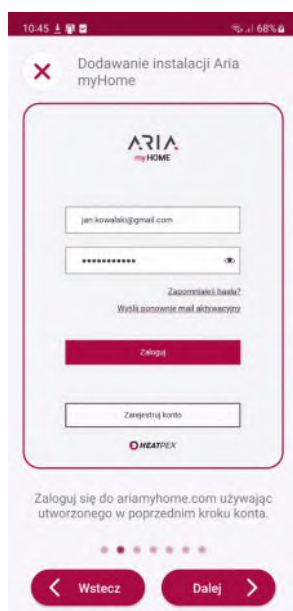 10:45
68%
Dodawanie instalacji Aria
myHome
ARIA
myHOME
jan.kowalski@gmail.com
•••••••••••
Zapomniałeś hasła?
Wyślij ponownie mail aktywacyjny
Zaloguj
Zarejestruj konto
HEATPEX
Zaloguj się do ariamyhome.com używając
utworzonego w poprzednim kroku konta.
Wstecz
Dalej